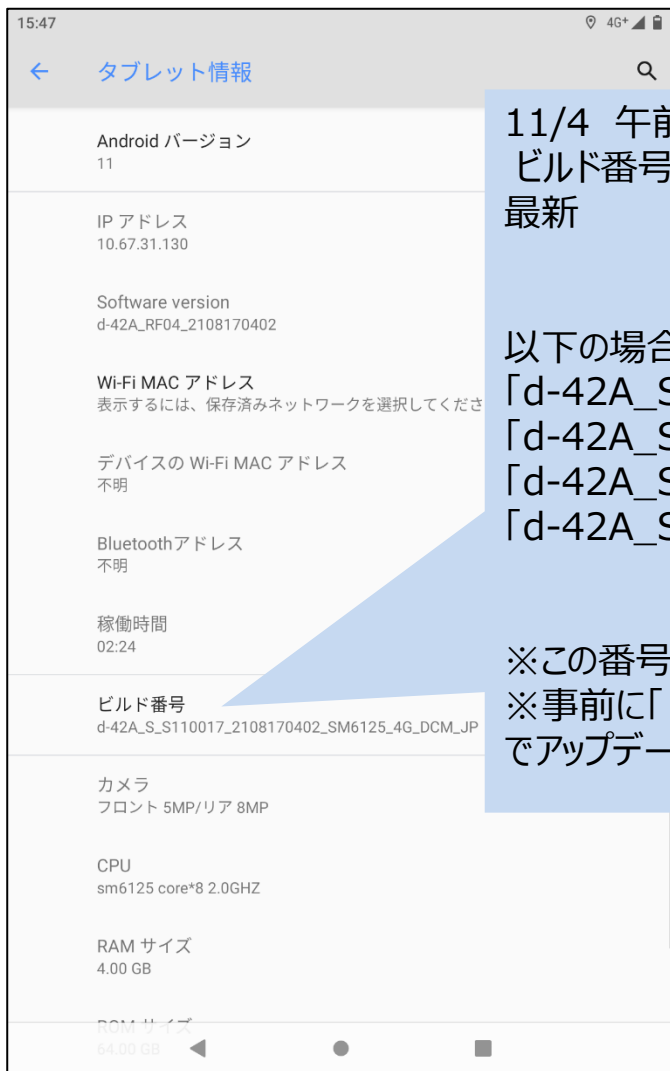 15:47
4G+
タブレット情報
Android バージョン
11
IP アドレス
10.67.31.130
Software version
d-42A_RF04_2108170402
Wi-Fi MAC アドレス
表示するには、保存済みネットワークを選択してくださ
デバイスの Wi-Fi MAC アドレス
不明
Bluetoothアドレス
不明
稼働時間
02:24
ビルド番号
d-42A_S_S110017_2108170402_SM6125_4G_DCM_JP
カメラ
フロント 5MP/リア 8MP
CPU
sm6125 core*8 2.0GHZ
RAM サイズ
4.00 GB
ROM サイズ
64.00 GB
11/4 午前
ビルド番号
最新
以下の場合
「d-42A_S
「d-42A_S
「d-42A_S
「d-42A_S
※この番号
※事前に「
でアップデー